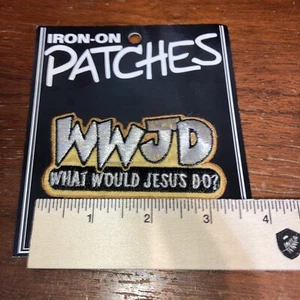 IRON-ON
PATCHES
WWJD
WHAT WOULD JESUS DO?
1 2 3 4